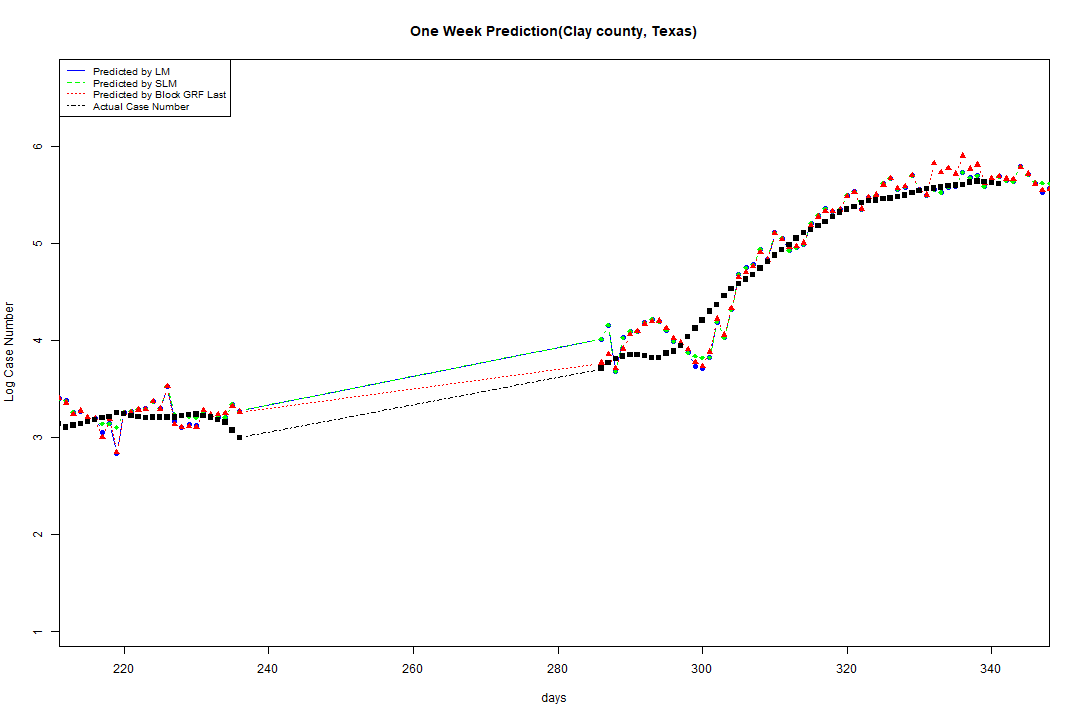 One Week Prediction(Clay county, Texas)
Predicted by LM
Predicted by SLM
Predicted by Block GRF Last
Actual Case Number
Log Case Number
6
5
4
3
2
1
220 240 260 280 300 320 340
days